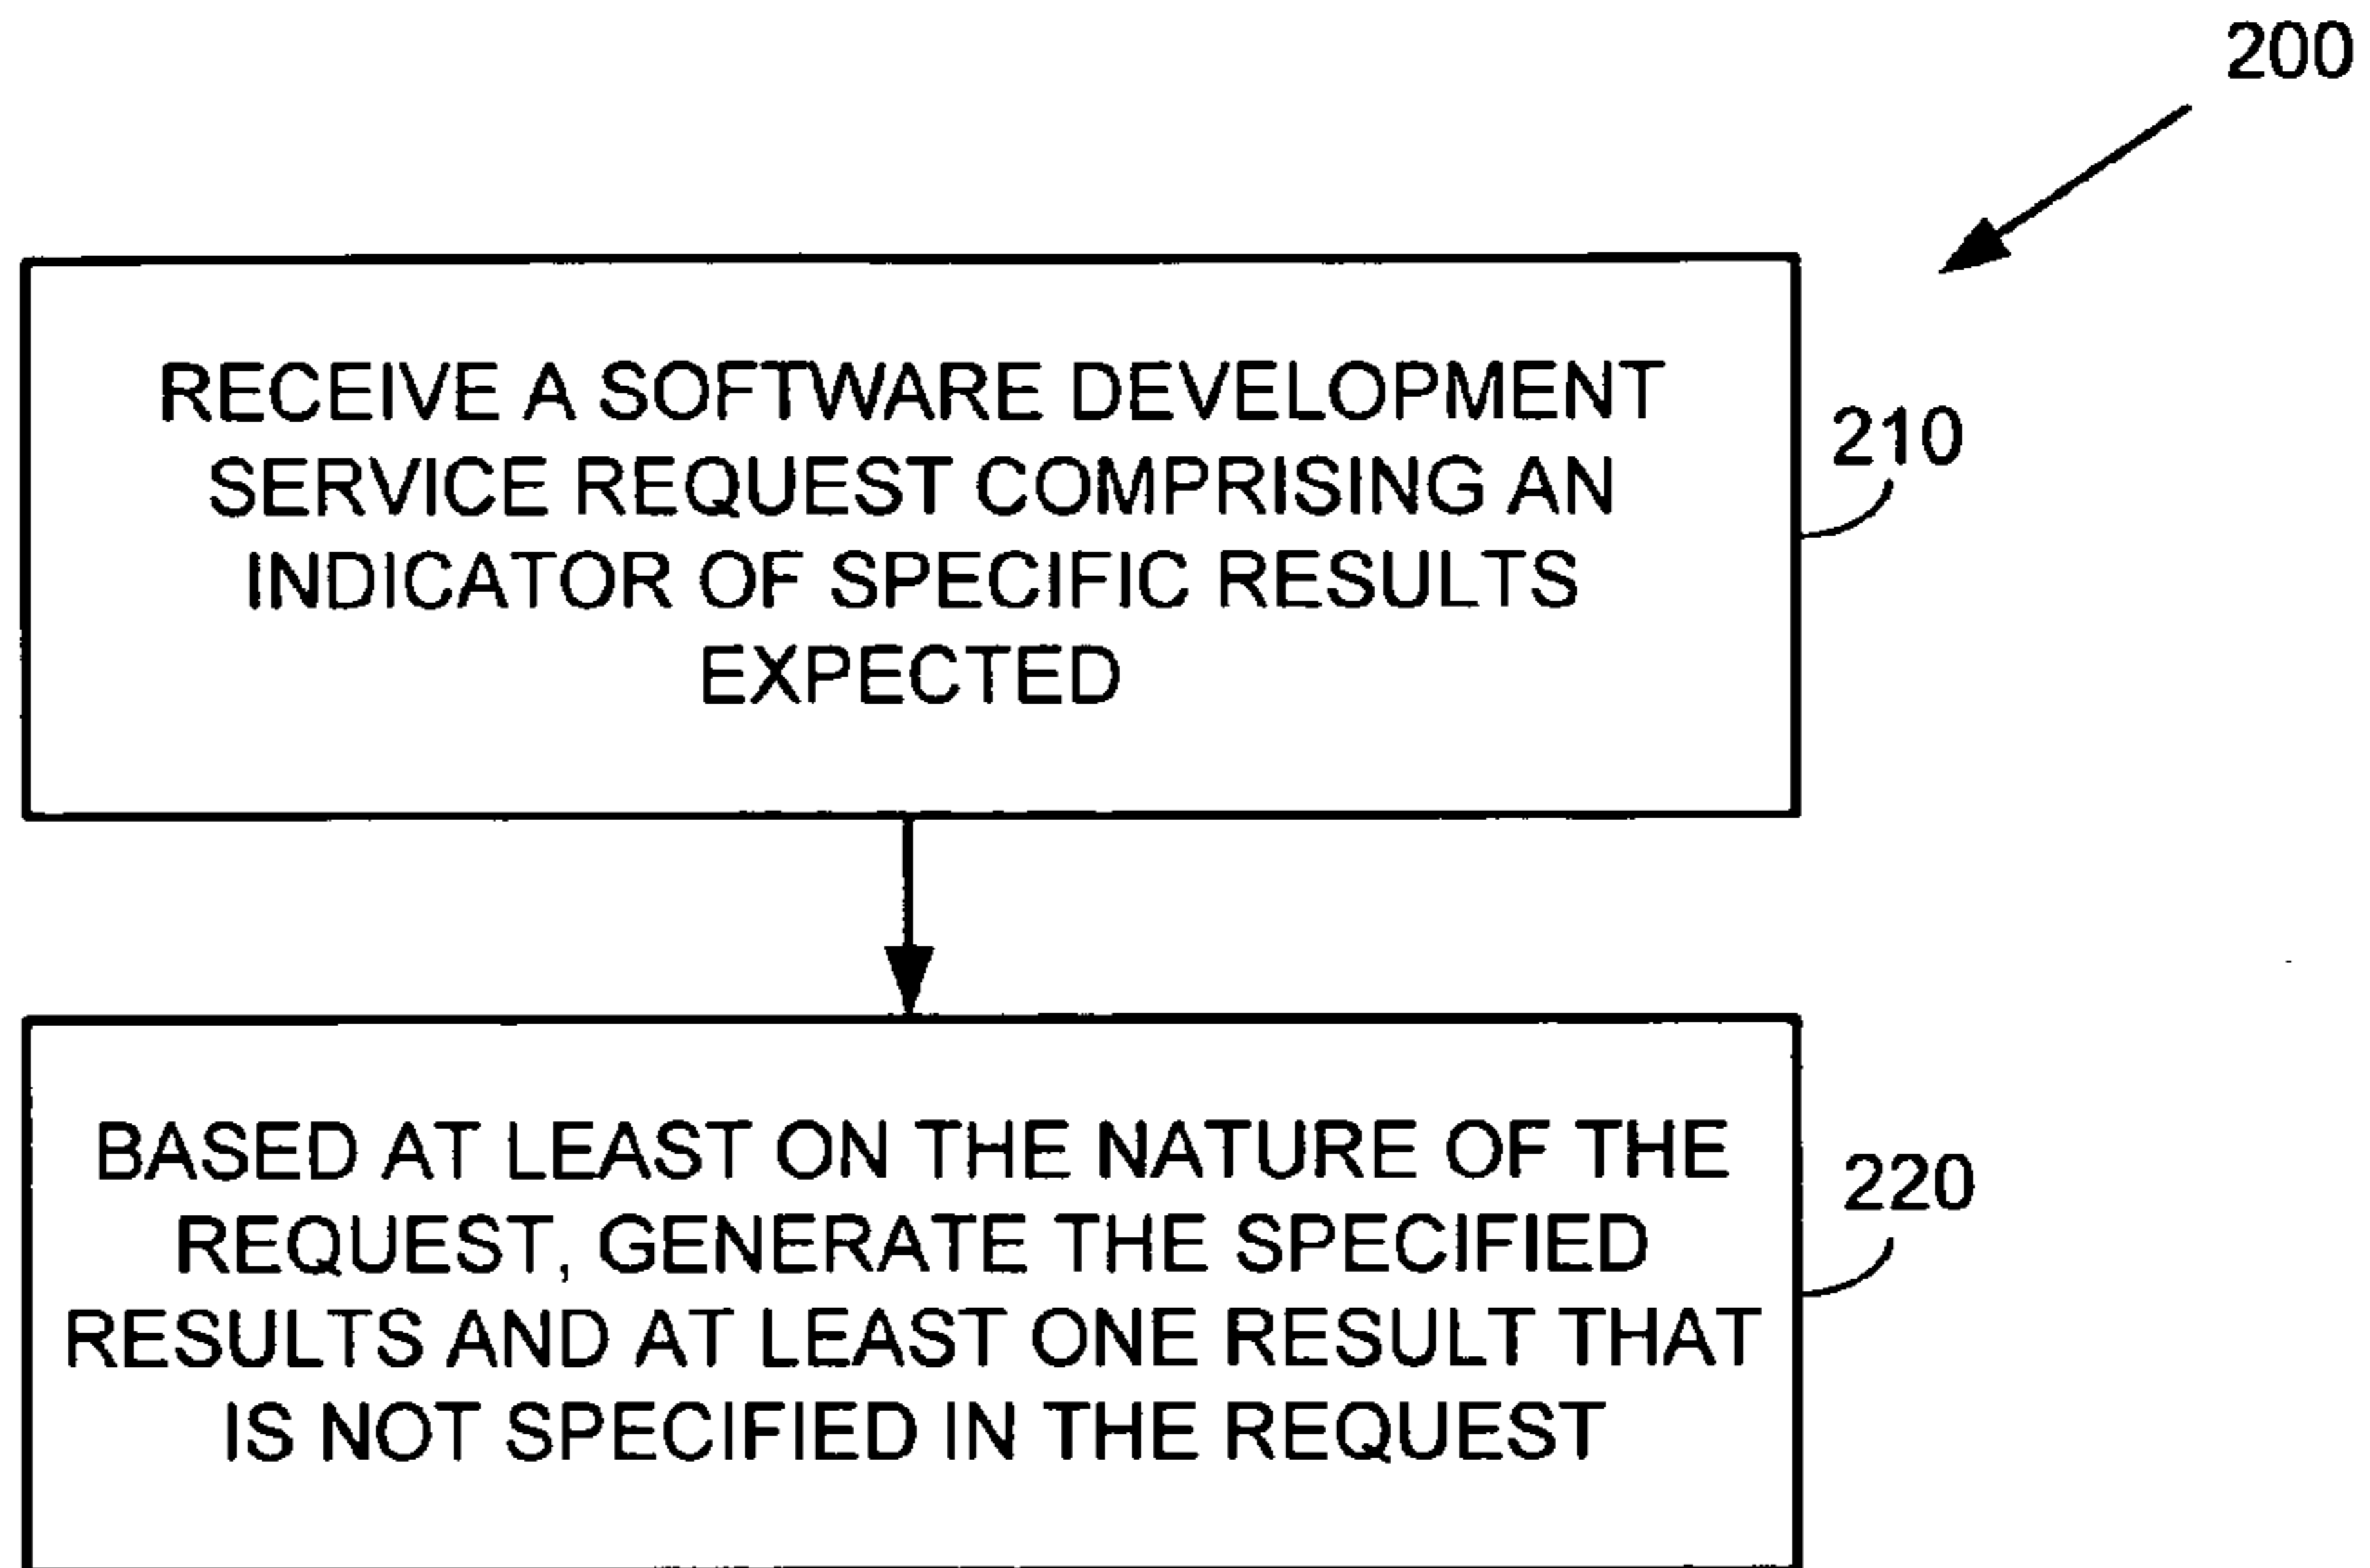 200
RECEIVE A SOFTWARE DEVELOPMENT
SERVICE REQUEST COMPRISING AN
INDICATOR OF SPECIFIC RESULTS
EXPECTED
210
BASED AT LEAST ON THE NATURE OF THE
REQUEST, GENERATE THE SPECIFIED
RESULTS AND AT LEAST ONE RESULT THAT
IS NOT SPECIFIED IN THE REQUEST
220